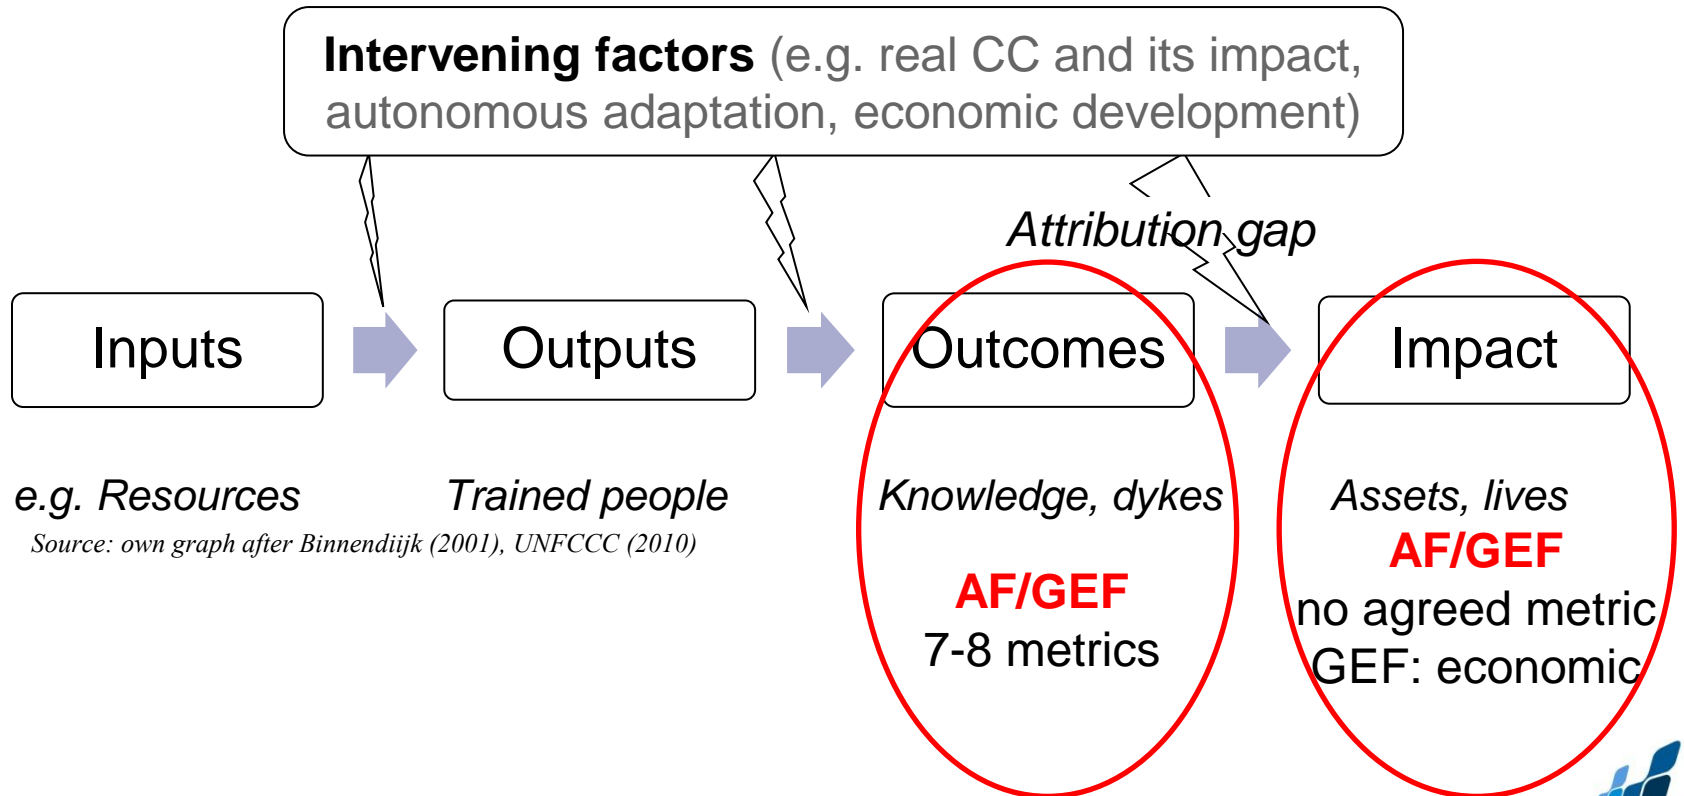 Intervening factors (e.g. real CC and its impact,
autonomous adaptation, economic development)
Attribution gap
Inputs
Outputs
Outcomes
Impact
e.g. Resources
Trained people
Knowledge, dykes
Assets, lives
Source: own graph after Binnendiijk (2001), UNFCCC (2010)
AF/GEF
7-8 metrics
AF/GEF
no agreed metric
GEF: economic